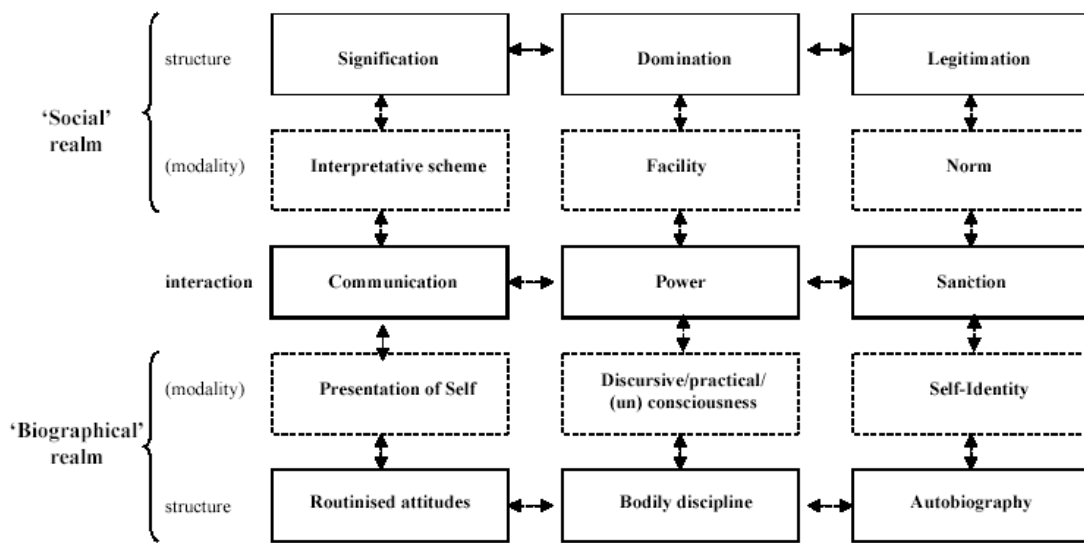 structure
Signification
Domination
Legitimation
‘Social’
realm
(modality)
Interpretative scheme
Facility
Norm
interaction
Communication
Power
Sanction
(modality)
Presentation of Self
Discursive/practical/
(un) consciousness
Self-Identity
‘Biographical’
realm
structure
Routinised attitudes
Bodily discipline
Autobiography